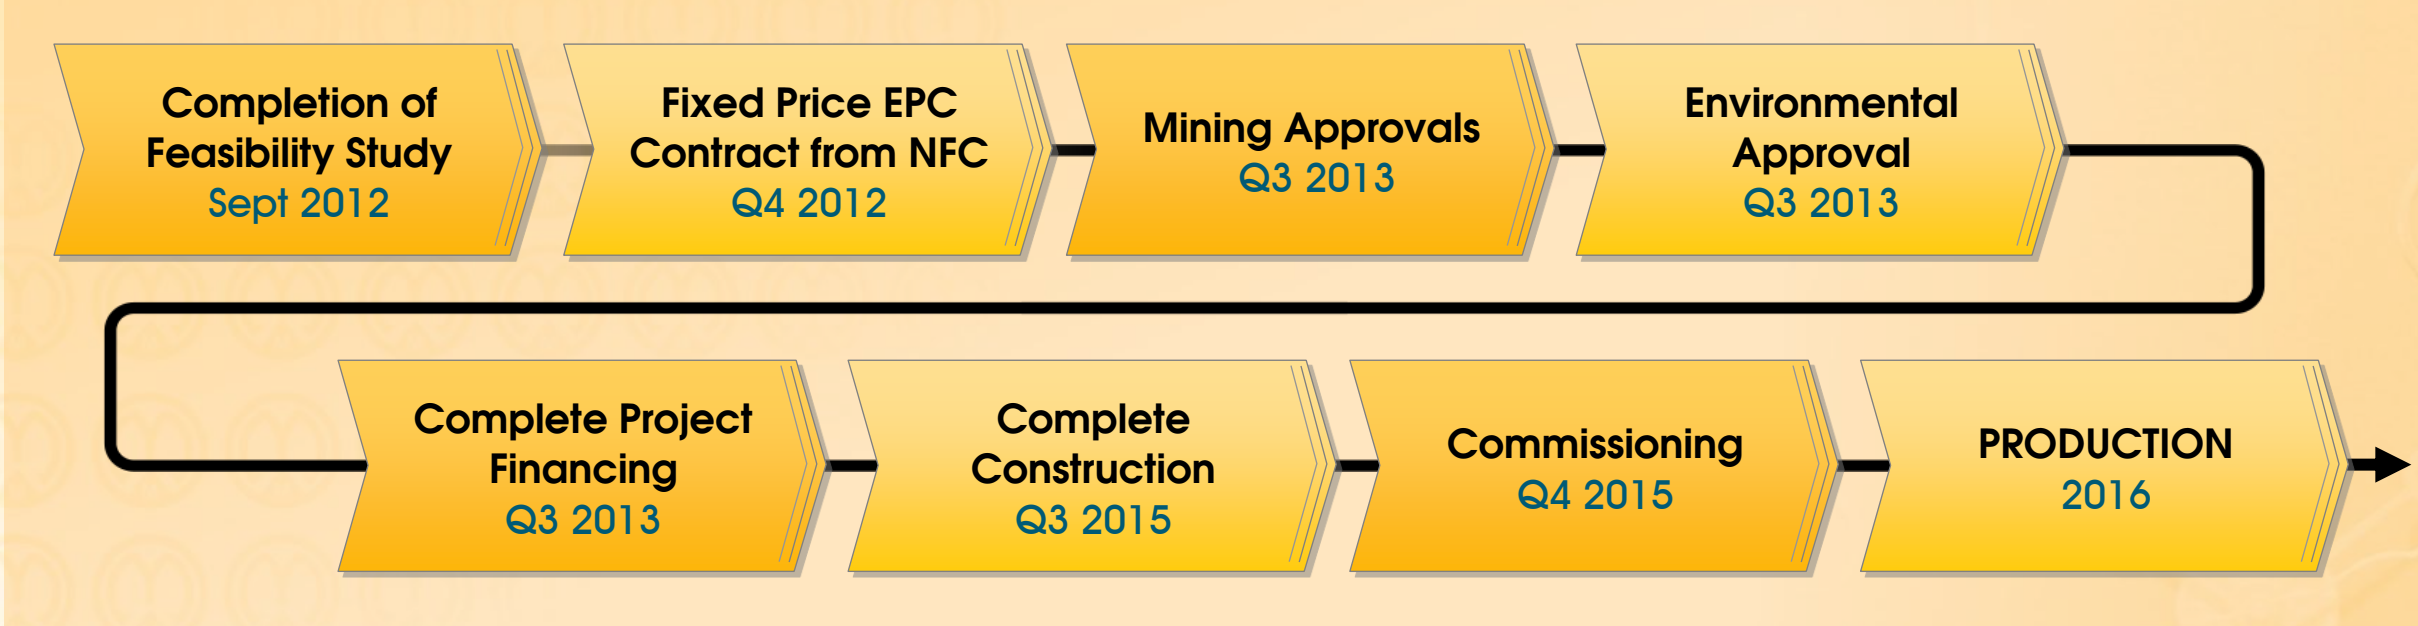 Completion of
Feasibility Study
Sept 2012
Fixed Price EPC
Contract from NFC
Q4 2012
Mining Approvals
Q3 2013
Environmental
Approval
Q3 2013
Complete Project
Financing
Q3 2013
Complete
Construction
Q3 2015
Commissioning
Q4 2015
PRODUCTION
2016